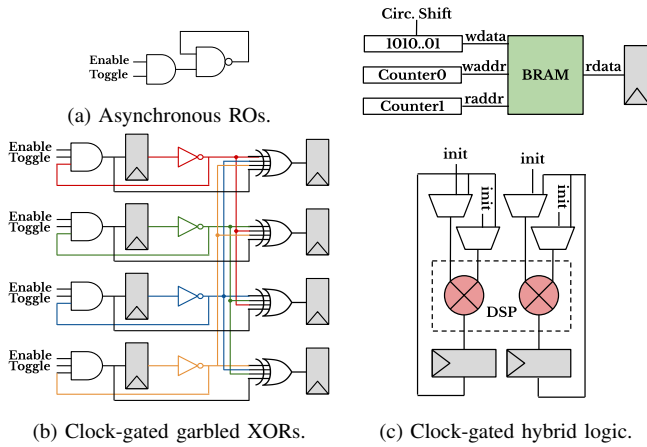 Enable
Toggle
(a) Asynchronous ROs.
Circ. Shift
1010..01
wdata
Counter0
waddr
Counter1
raddr
BRAM
rdata
Enable
Toggle
Enable
Toggle
Enable
Toggle
Enable
Toggle
(b) Clock-gated garbled XORs.
init
init
init
init
DSP
(c) Clock-gated hybrid logic.